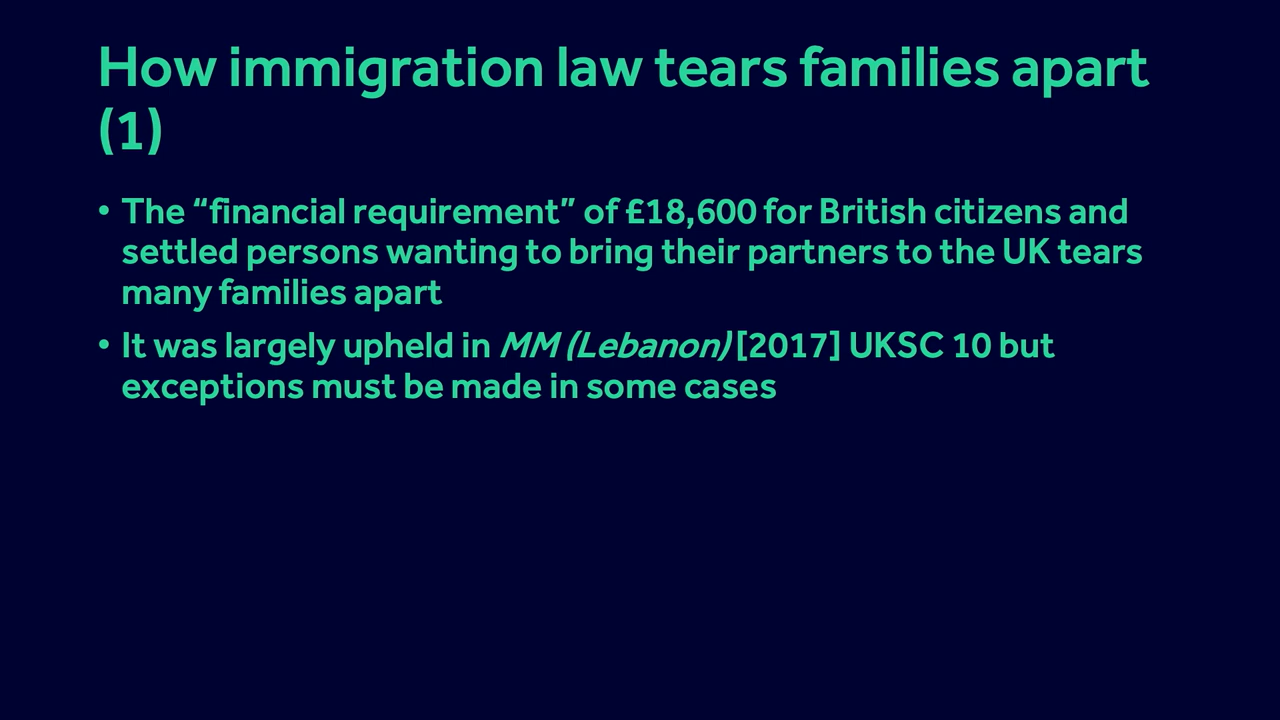 How immigration law tears families apart
(1)
• The “financial requirement” of £18,600 for British citizens and
settled persons wanting to bring their partners to the UK tears
many families apart
• It was largely upheld in MM (Lebanon) [2017] UKSC 10 but
exceptions must be made in some cases